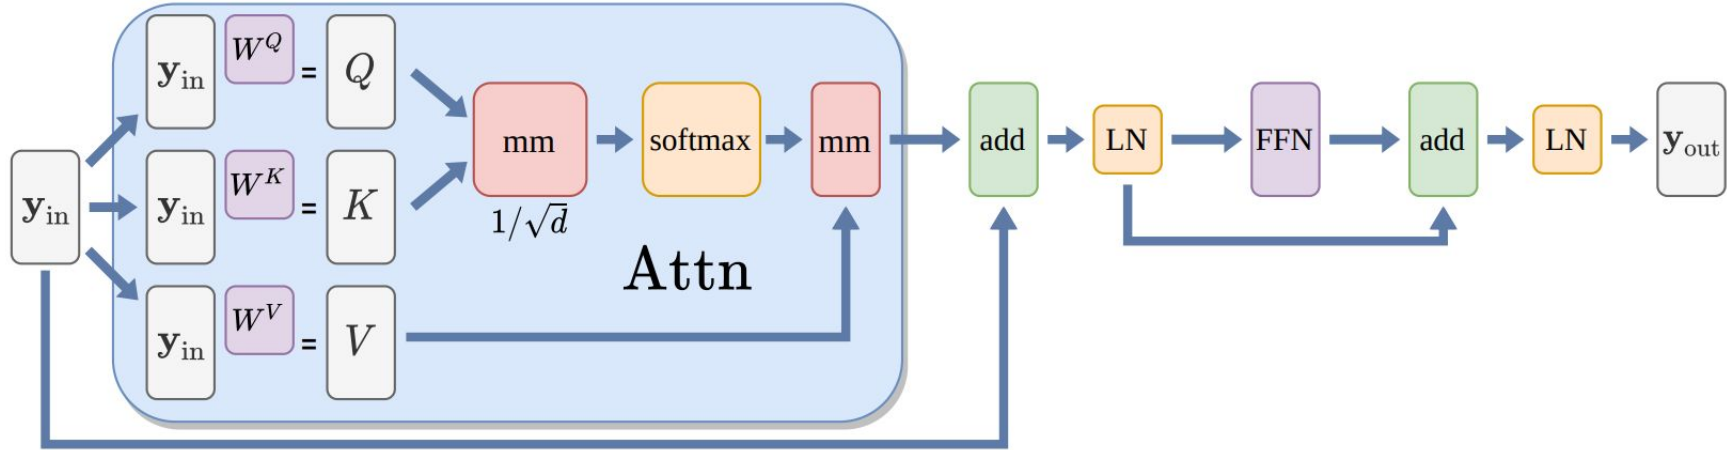 y_in W^Q = Q
y_in W^K = K
y_in W^V = V
y_in
mm
1/√d
softmax
mm
Attn
add
LN
FFN
add
LN
y_out